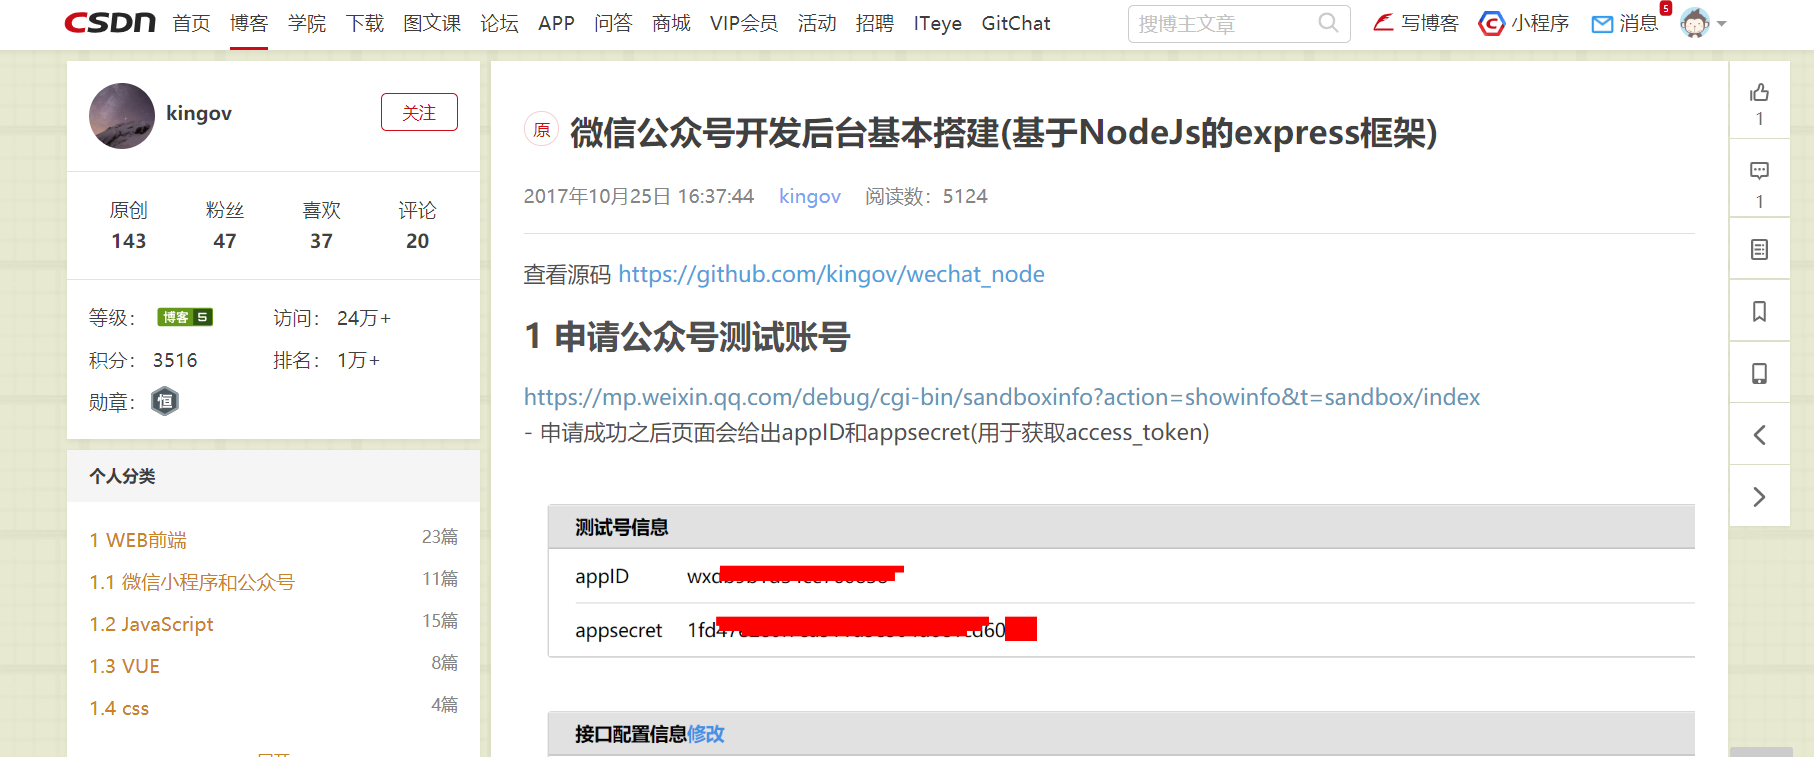 CSDN 首页 博客 学院 下载 图文课 论坛 APP 问答 商城 VIP会员 活动 招聘 ITeye GitChat 搜博主文章 写博客 小程序 消息 5
kingov 关注
原创 粉丝 喜欢 评论
143 47 37 20
等级： 博客 5 访问： 24万+
积分： 3516 排名： 1万+
勋章： 恒
个人分类
1 WEB前端 23篇
1.1 微信小程序和公众号 11篇
1.2 JavaScript 15篇
1.3 VUE 8篇
1.4 css 4篇
原 微信公众号开发后台基本搭建(基于NodeJs的express框架)
2017年10月25日 16:37:44 kingov 阅读数：5124
查看源码 https://github.com/kingov/wechat_node
1 申请公众号测试账号
https://mp.weixin.qq.com/debug/cgi-bin/sandboxinfo?action=showinfo&t=sandbox/index
- 申请成功之后页面会给出appID和appsecret(用于获取access_token)
测试号信息
appID
appsecret
接口配置信息修改
1
1